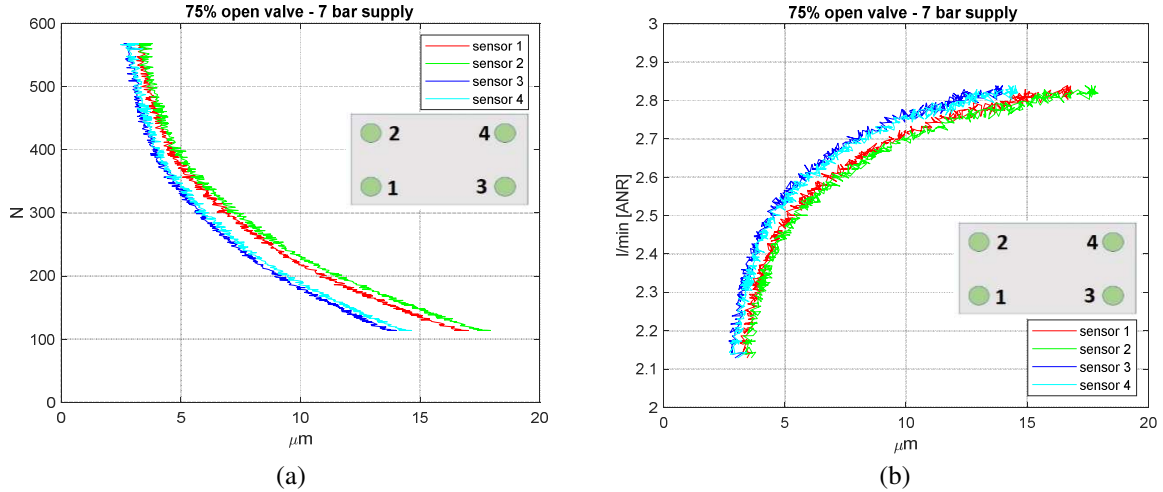 75% open valve - 7 bar supply
600
500
400
300
200
100
0
N
0 5 10 15 20
μm
sensor 1
sensor 2
sensor 3
sensor 4
2 4
1 3
(a)
75% open valve - 7 bar supply
3
2.9
2.8
2.7
2.6
2.5
2.4
2.3
2.2
2.1
2
l/min [ANR]
0 5 10 15 20
μm
2 4
1 3
sensor 1
sensor 2
sensor 3
sensor 4
(b)